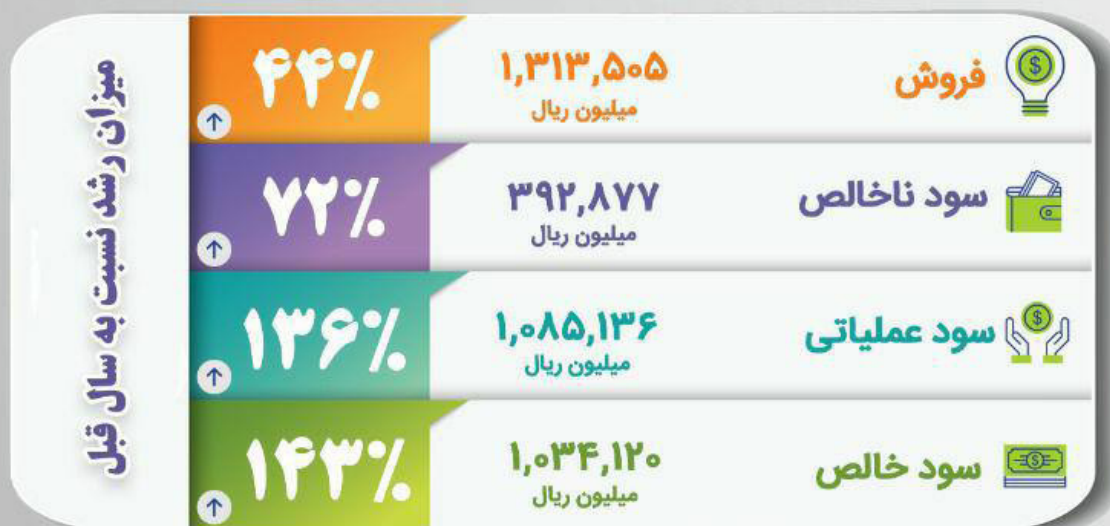 فروش
۱,۳۱۳,۵۰۵
میلیون ریال
۴۴%
سود ناخالص
۳۹۲,۸۷۷
میلیون ریال
۷۲%
سود عملیاتی
۱,۰۸۵,۱۳۶
میلیون ریال
۱۳۶%
سود خالص
۱,۰۳۴,۱۲۰
میلیون ریال
۱۴۳%
میزان رشد نسبت به سال قبل